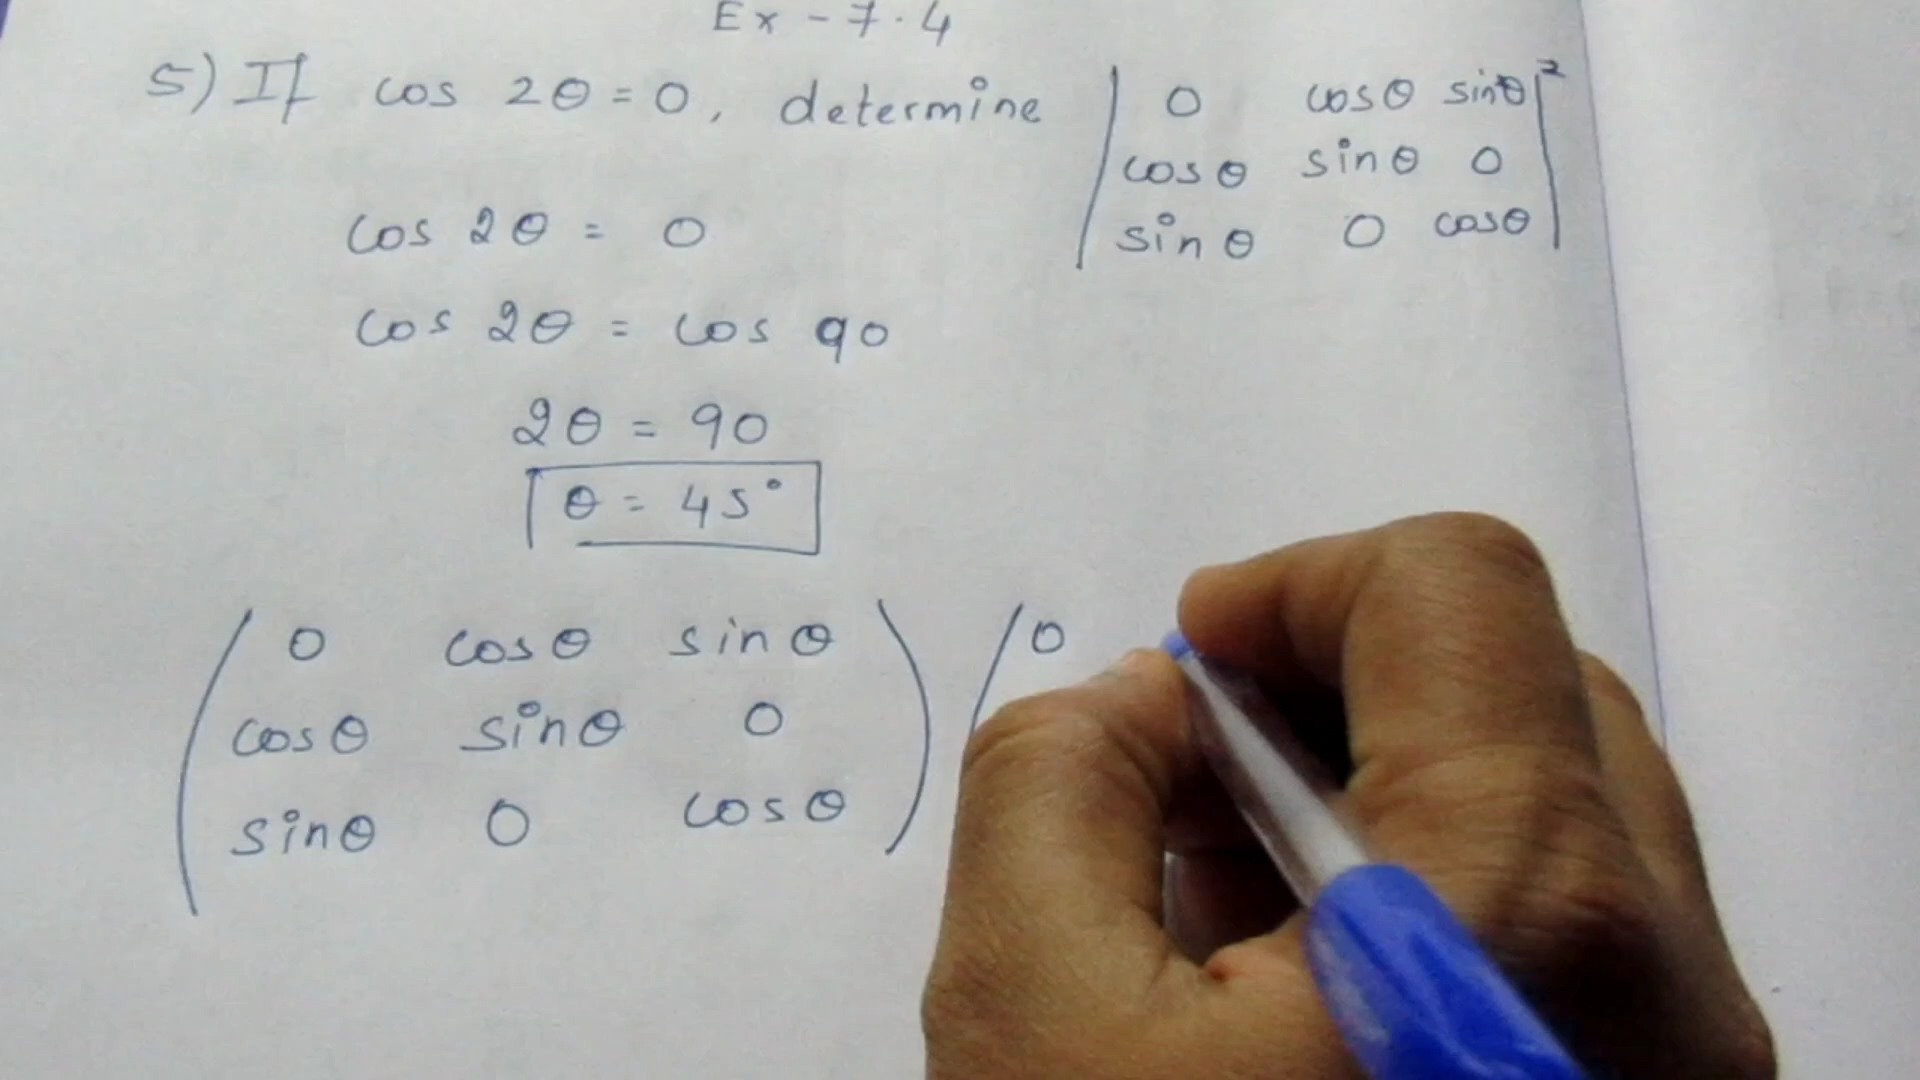 Ex - 7.4
5) If cos 2θ = 0, determine | 0 cosθ sinθ |²
cosθ sinθ 0
sinθ 0 cosθ
cos 2θ = 0
cos 2θ = cos 90
2θ = 90
θ = 45°
( 0 cosθ sinθ ) ( 0
cosθ sinθ 0
sinθ 0 cosθ